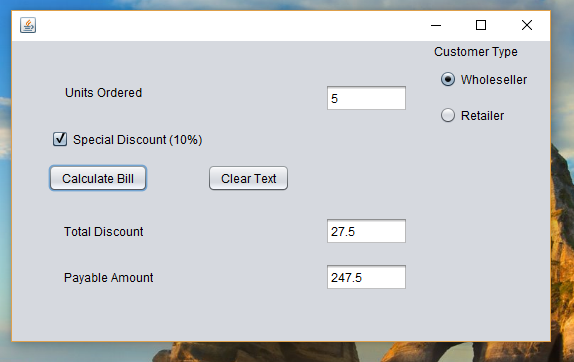 Customer Type
Wholeseller
Units Ordered
5
Retailer
Special Discount (10%)
Calculate Bill
Clear Text
Total Discount
27.5
Payable Amount
247.5